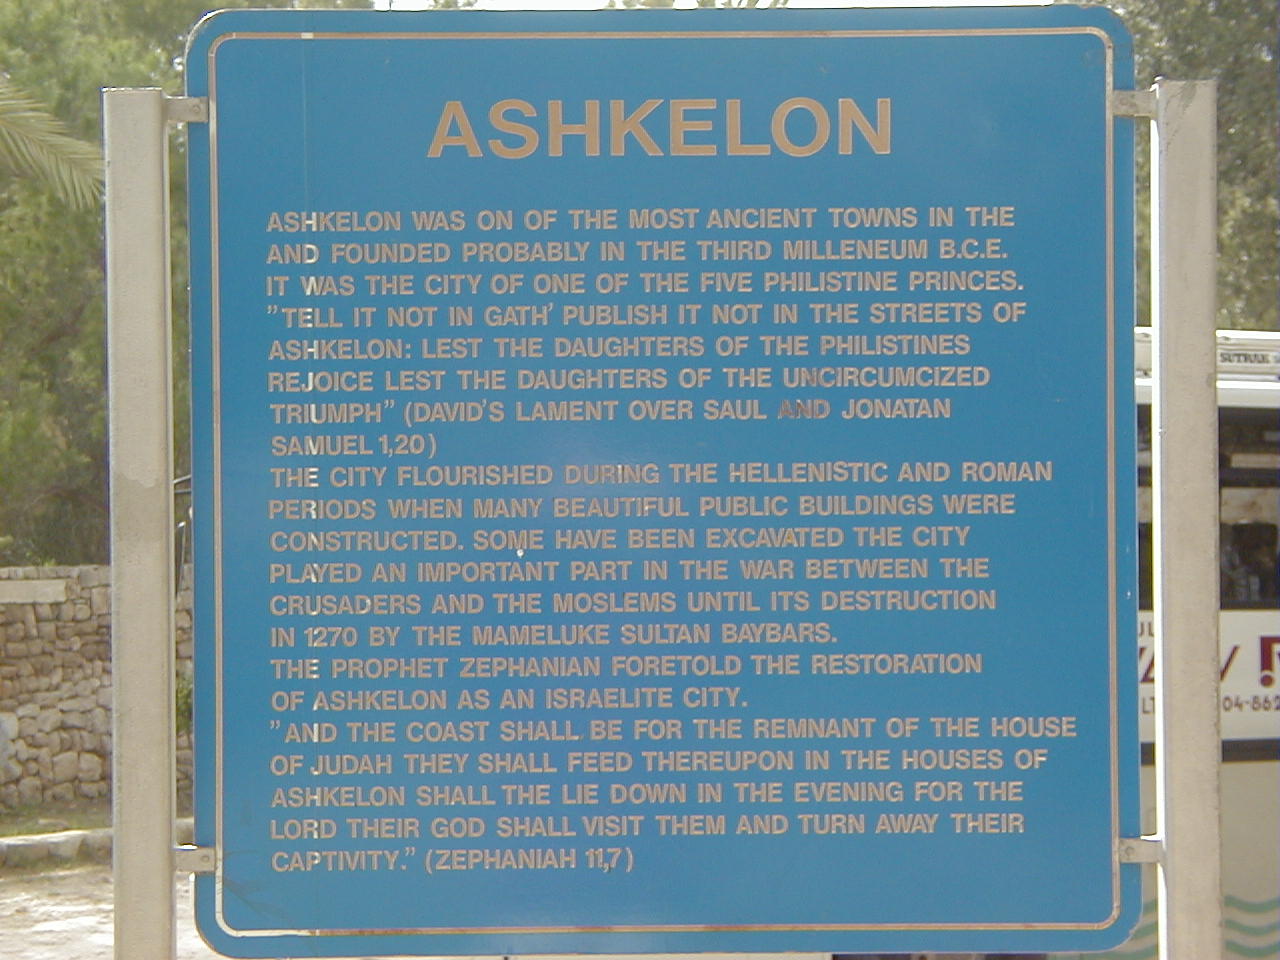 ASHKELON
ASHKELON WAS ON OF THE MOST ANCIENT TOWNS IN THE
AND FOUNDED PROBABLY IN THE THIRD MILLENEUM B.C.E.
IT WAS THE CITY OF ONE OF THE FIVE PHILISTINE PRINCES.
"TELL IT NOT IN GATH' PUBLISH IT NOT IN THE STREETS OF
ASHKELON: LEST THE DAUGHTERS OF THE PHILISTINES
REJOICE LEST THE DAUGHTERS OF THE UNCIRCUMCIZED
TRIUMPH" (DAVID'S LAMENT OVER SAUL AND JONATAN
SAMUEL 1,20)
THE CITY FLOURISHED DURING THE HELLENISTIC AND ROMAN
PERIODS WHEN MANY BEAUTIFUL PUBLIC BUILDINGS WERE
CONSTRUCTED. SOME HAVE BEEN EXCAVATED THE CITY
PLAYED AN IMPORTANT PART IN THE WAR BETWEEN THE
CRUSADERS AND THE MOSLEMS UNTIL ITS DESTRUCTION
IN 1270 BY THE MAMELUKE SULTAN BAYBARS.
THE PROPHET ZEPHANIAN FORETOLD THE RESTORATION
OF ASHKELON AS AN ISRAELITE CITY.
"AND THE COAST SHALL BE FOR THE REMNANT OF THE HOUSE
OF JUDAH THEY SHALL FEED THEREUPON IN THE HOUSES OF
ASHKELON SHALL THE LIE DOWN IN THE EVENING FOR THE
LORD THEIR GOD SHALL VISIT THEM AND TURN AWAY THEIR
CAPTIVITY." (ZEPHANIAH 11,7)
SUTRAK
04-862